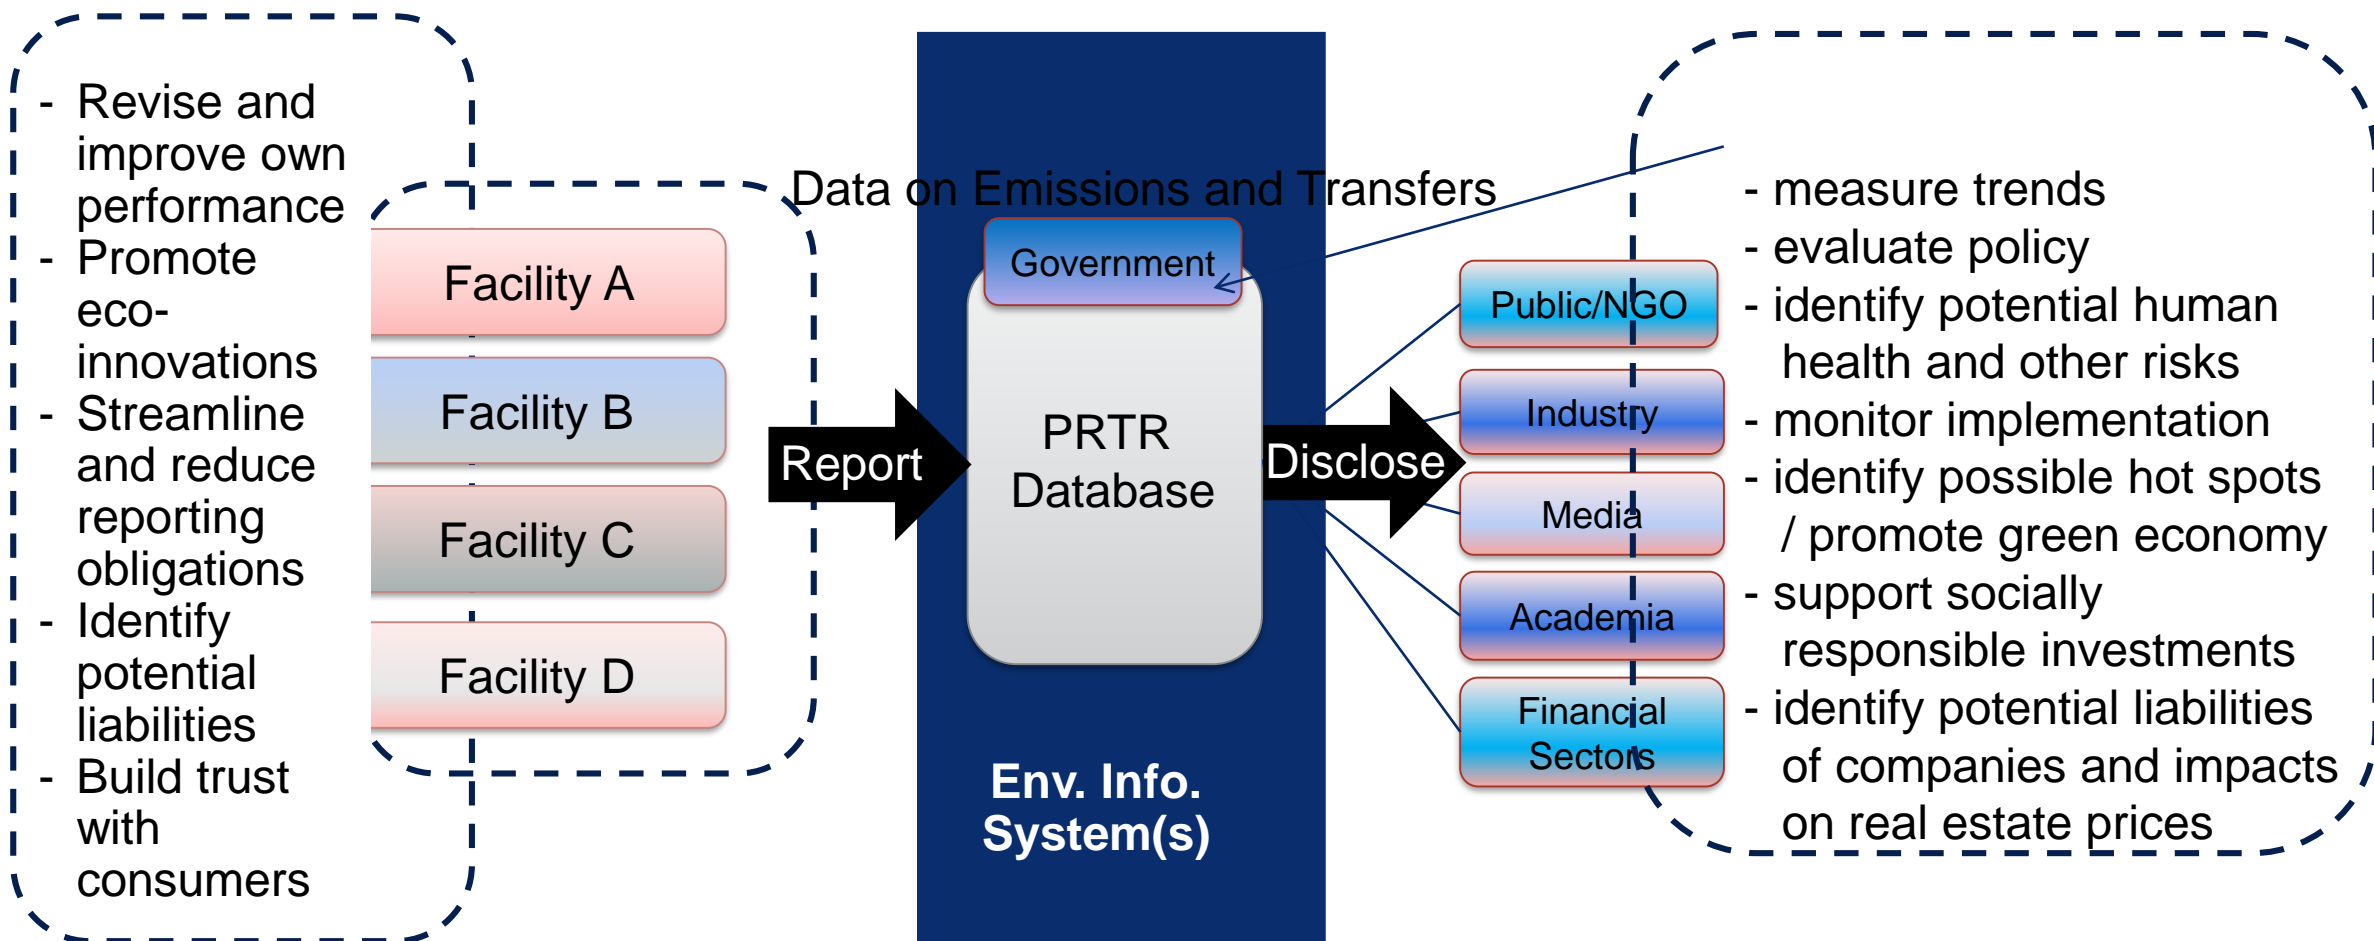 - Revise and
improve own
performance
- Promote
eco-
innovations
- Streamline
and reduce
reporting
obligations
- Identify
potential
liabilities
- Build trust
with
consumers
Facility A
Facility B
Facility C
Facility D
Report
Data on Emissions and Transfers
Government
PRTR
Database
Env. Info.
System(s)
Disclose
Public/NGO
Industry
Media
Academia
Financial
Sectors
- measure trends
- evaluate policy
- identify potential human
health and other risks
- monitor implementation
- identify possible hot spots
/ promote green economy
- support socially
responsible investments
- identify potential liabilities
of companies and impacts
on real estate prices